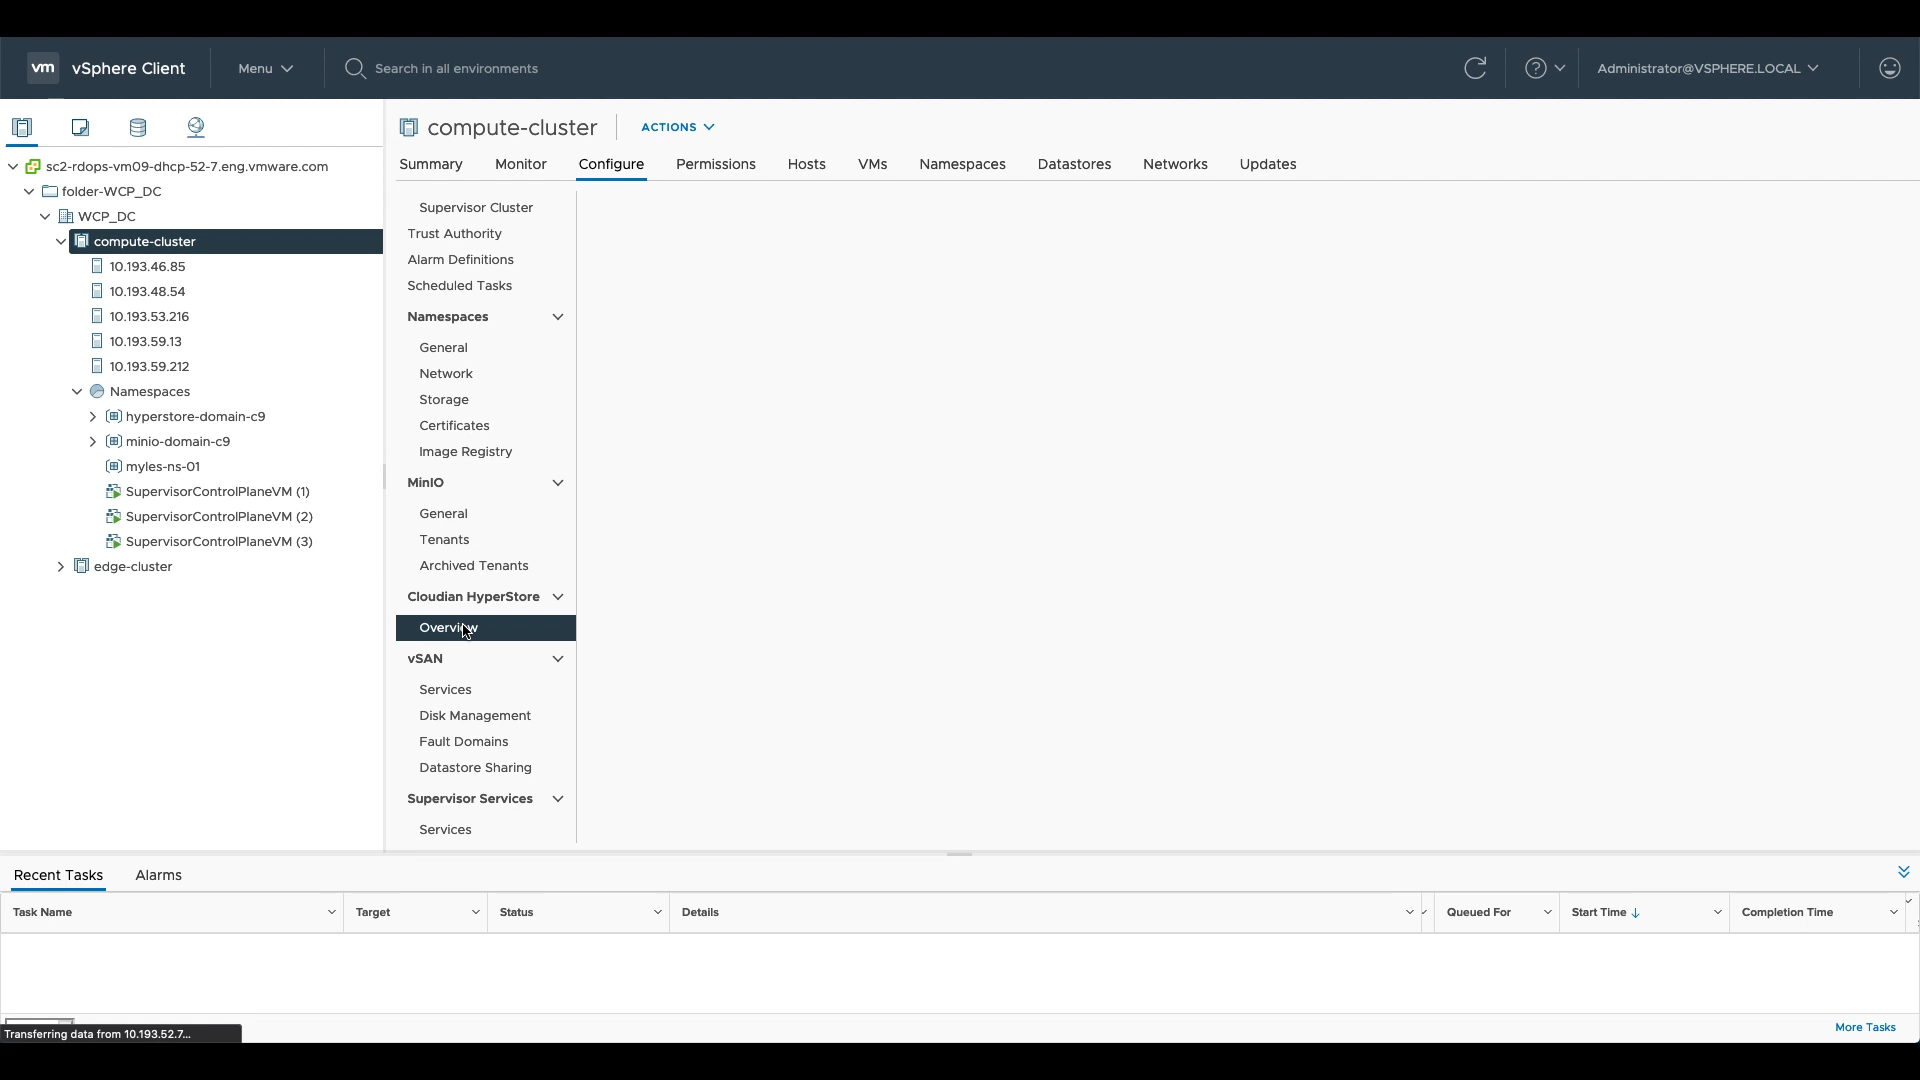 vm vSphere Client
Menu
Search in all environments
Administrator@VSPHERE.LOCAL
sc2-rdops-vm09-dhcp-52-7.eng.vmware.com
folder-WCP_DC
WCP_DC
compute-cluster
10.193.46.85
10.193.48.54
10.193.53.216
10.193.59.13
10.193.59.212
Namespaces
hyperstore-domain-c9
minio-domain-c9
myles-ns-01
SupervisorControlPlaneVM (1)
SupervisorControlPlaneVM (2)
SupervisorControlPlaneVM (3)
edge-cluster
compute-cluster
ACTIONS
Summary Monitor Configure Permissions Hosts VMs Namespaces Datastores Networks Updates
Supervisor Cluster
Trust Authority
Alarm Definitions
Scheduled Tasks
Namespaces
General
Network
Storage
Certificates
Image Registry
MinIO
General
Tenants
Archived Tenants
Cloudian HyperStore
Overview
vSAN
Services
Disk Management
Fault Domains
Datastore Sharing
Supervisor Services
Services
Recent Tasks Alarms
Task Name Target Status Details Queued For Start Time Completion Time
Transferring data from 10.193.52.7...
More Tasks